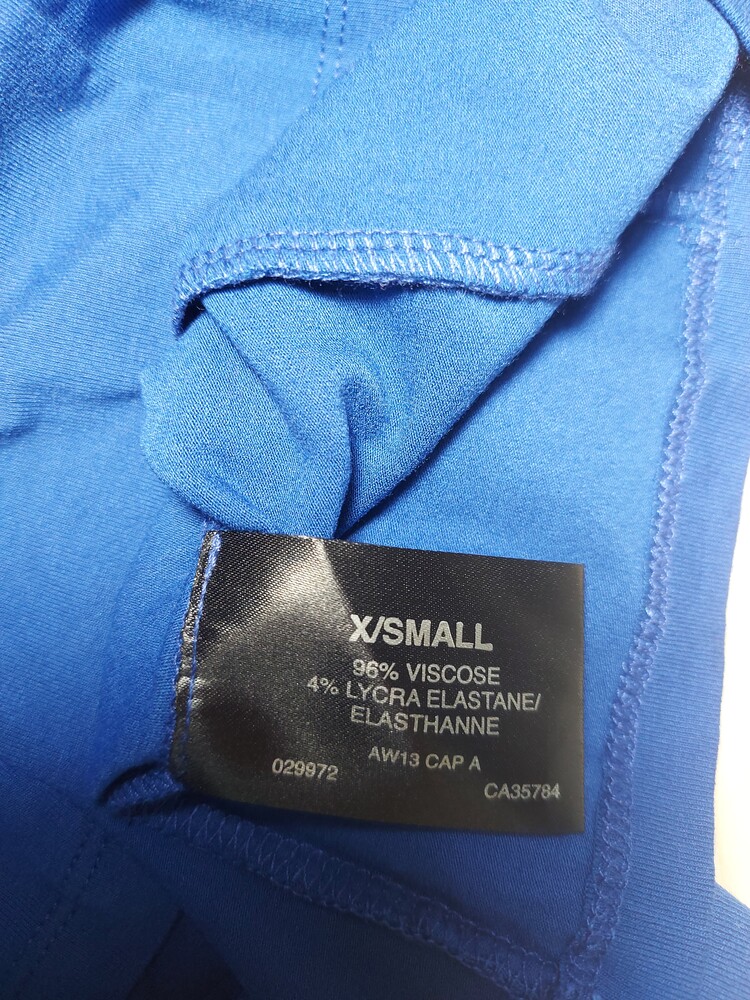 X/SMALL
96% VISCOSE
4% LYCRA ELASTANE/
ELASTHANNE
AW13 CAP A
029972
CA35784